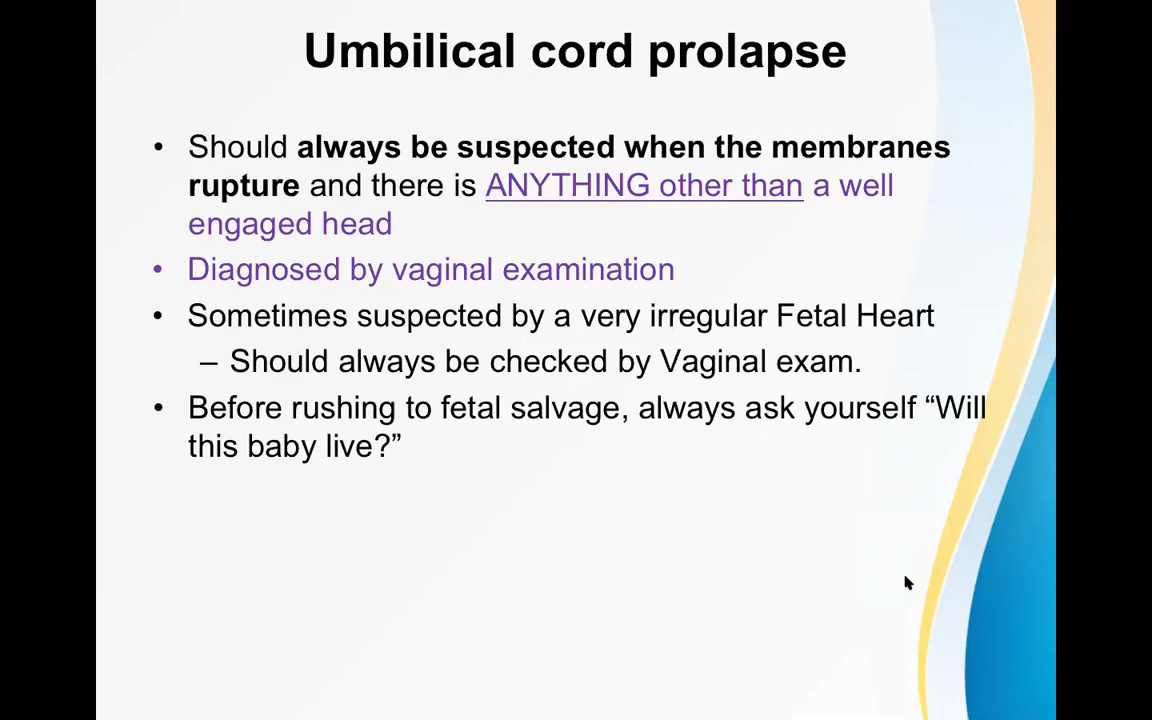 Umbilical cord prolapse
• Should always be suspected when the membranes
rupture and there is ANYTHING other than a well
engaged head
• Diagnosed by vaginal examination
• Sometimes suspected by a very irregular Fetal Heart
– Should always be checked by Vaginal exam.
• Before rushing to fetal salvage, always ask yourself “Will
this baby live?”